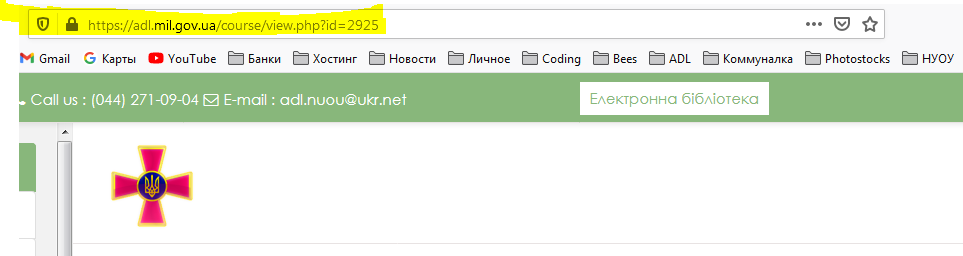 https://adl.mil.gov.ua/course/view.php?id=2925
Gmail Карты YouTube Банки Хостинг Новости Личное Coding Bees ADL Коммуналка Photostocks НУОУ
Call us : (044) 271-09-04 E-mail : adl.nuou@ukr.net Електронна бібліотека